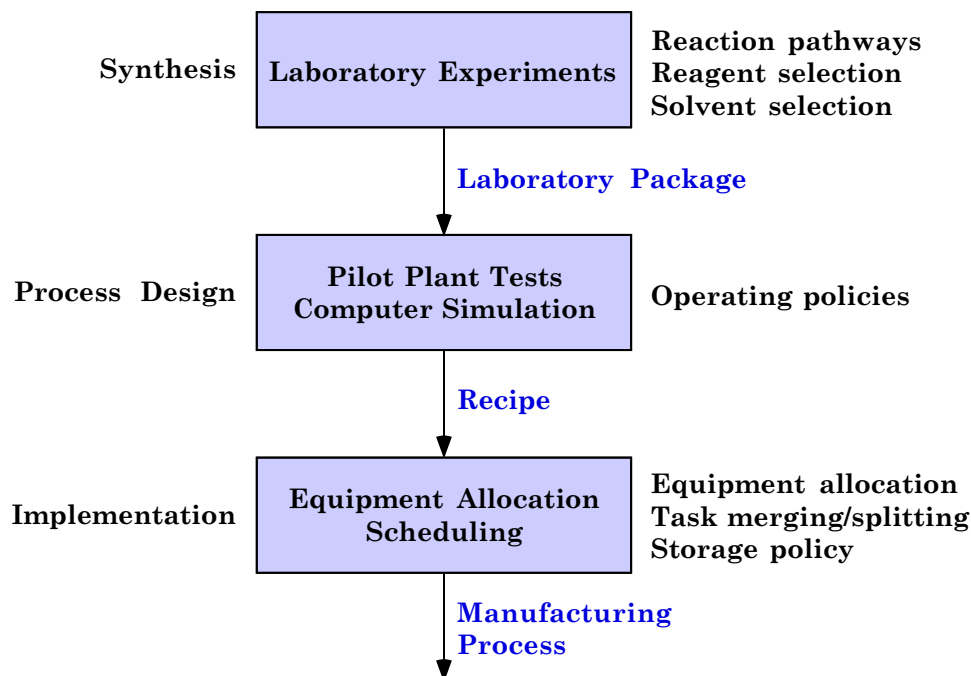 Synthesis
Laboratory Experiments
Reaction pathways
Reagent selection
Solvent selection
Laboratory Package
Process Design
Pilot Plant Tests
Computer Simulation
Operating policies
Recipe
Implementation
Equipment Allocation
Scheduling
Equipment allocation
Task merging/splitting
Storage policy
Manufacturing
Process